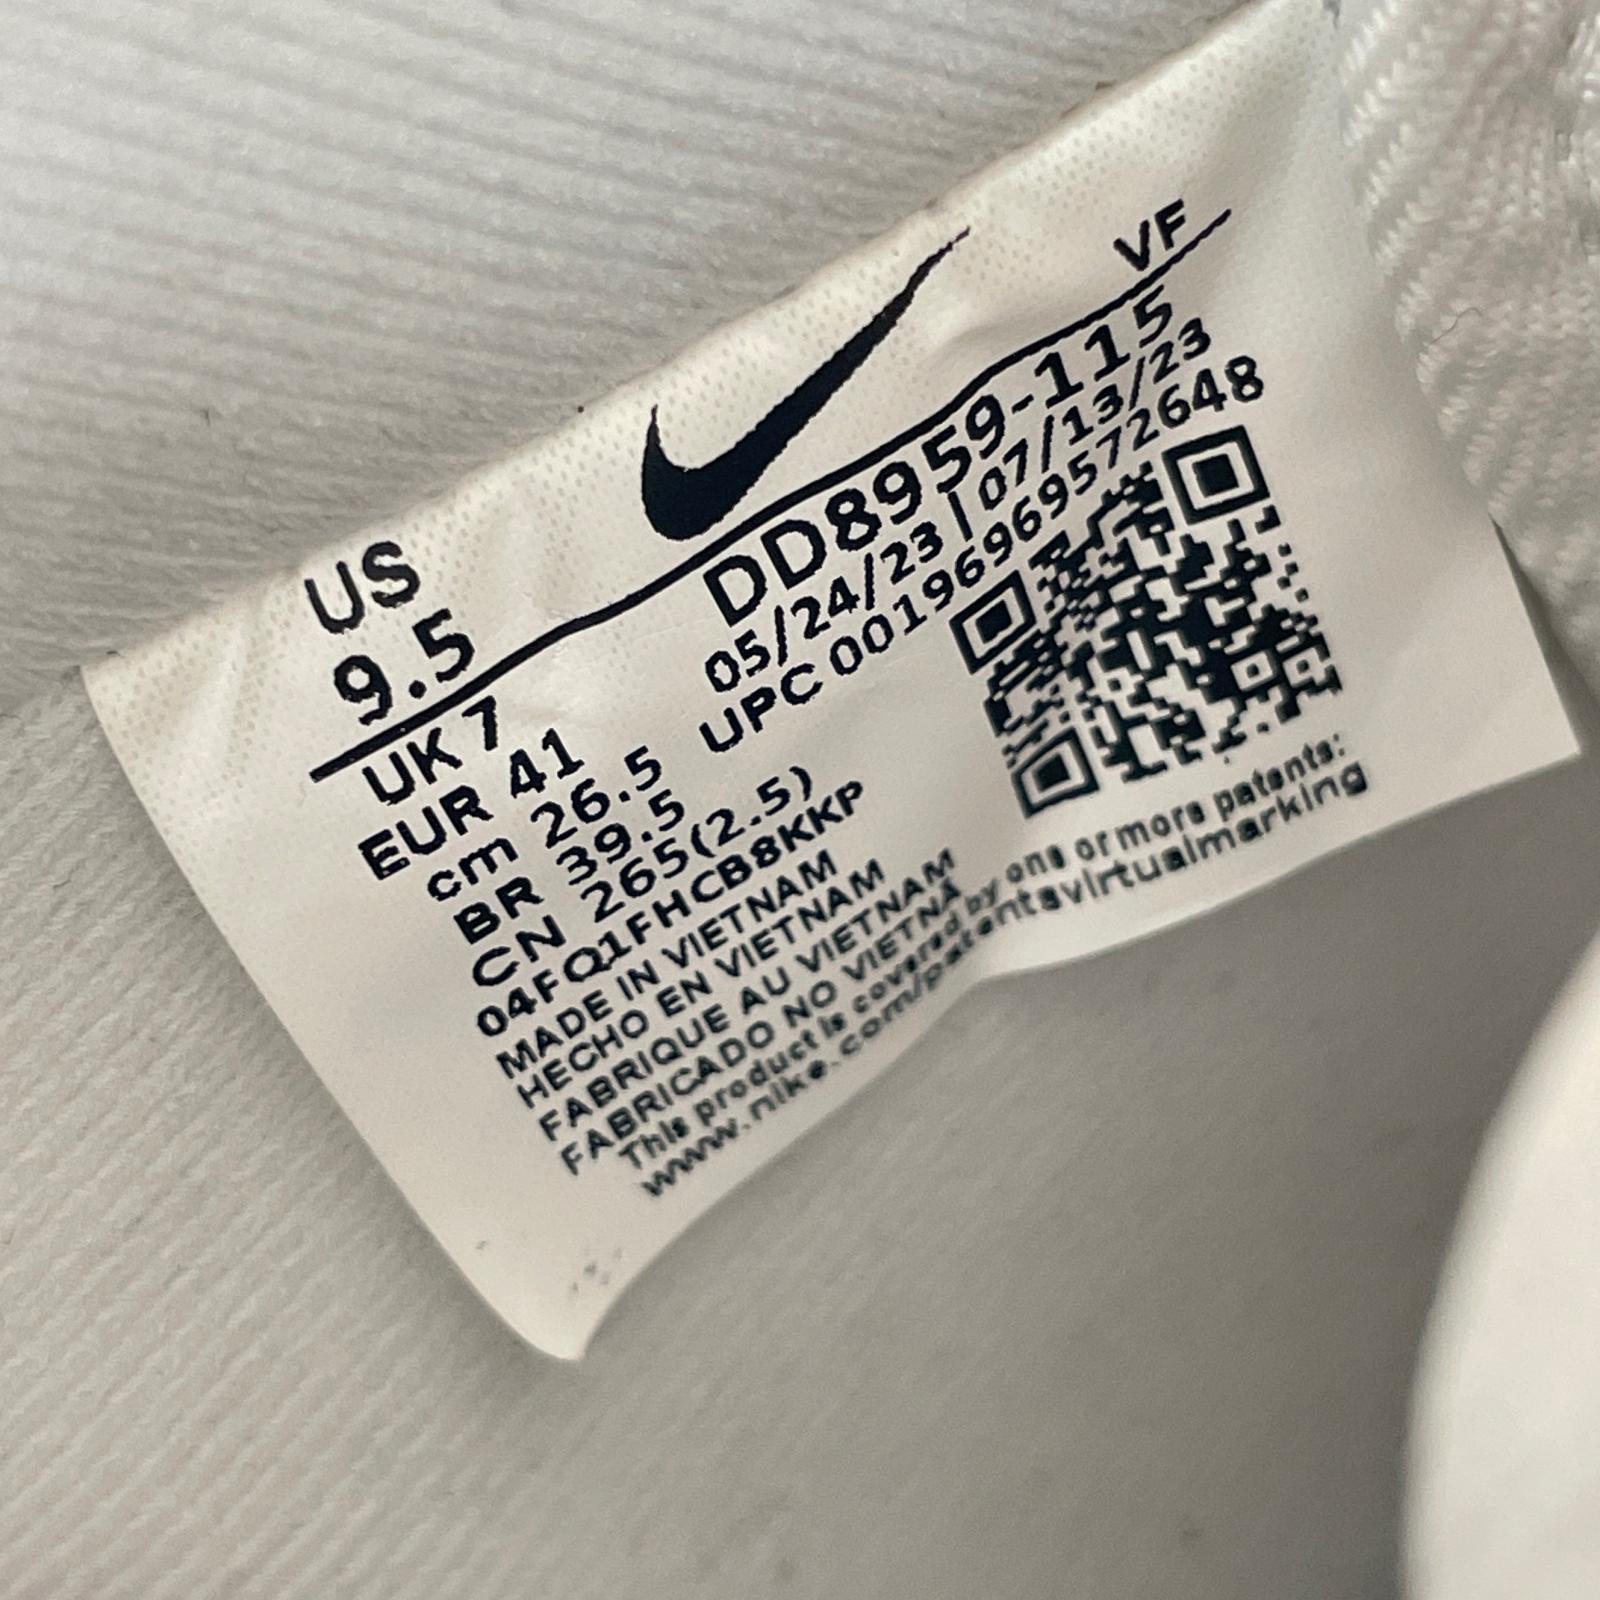 US
9.5
VF
UK 7
EUR 41
cm 26.5
BR 39.5
CN 265(2.5)
DD8959-115
05/24/23 | 07/13/23
UPC 00196969572648
04FQ1FHCB8KKP
MADE IN VIETNAM
HECHO EN VIETNAM
FABRIQUE AU VIETNAM
FABRICADO NO VIETNÃ
This product is covered by one or more patents:
www.nike.com/patentsvirtualmarking